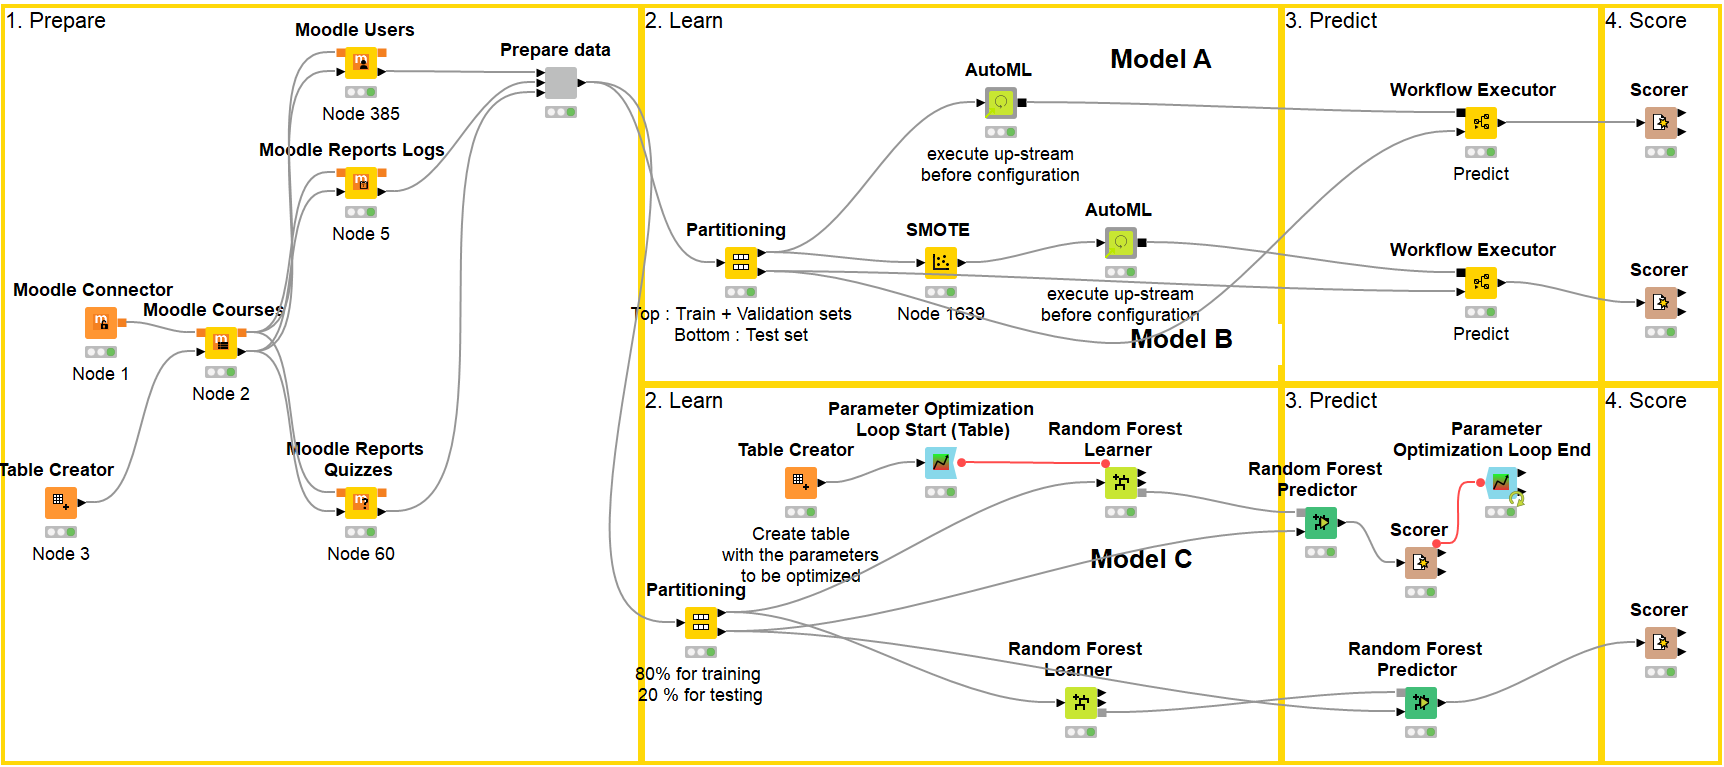 1. Prepare
Moodle Users
Node 385
Prepare data
Moodle Reports Logs
Node 5
Moodle Connector
Node 1
Moodle Courses
Node 2
Table Creator
Node 3
Moodle Reports
Quizzes
Node 60
2. Learn
Model A
AutoML
execute up-stream
before configuration
Partitioning
Top : Train + Validation sets
Bottom : Test set
SMOTE
Node 1639
AutoML
execute up-stream
before configuration
Model B
3. Predict
Workflow Executor
Predict
Workflow Executor
Predict
4. Score
Scorer
Scorer
2. Learn
Parameter Optimization
Loop Start (Table)
Table Creator
Create table
with the parameters
to be optimized
Random Forest
Learner
Model C
Partitioning
80% for training
20 % for testing
Random Forest
Learner
3. Predict
Parameter
Optimization Loop End
Random Forest
Predictor
Scorer
Random Forest
Predictor
4. Score
Scorer